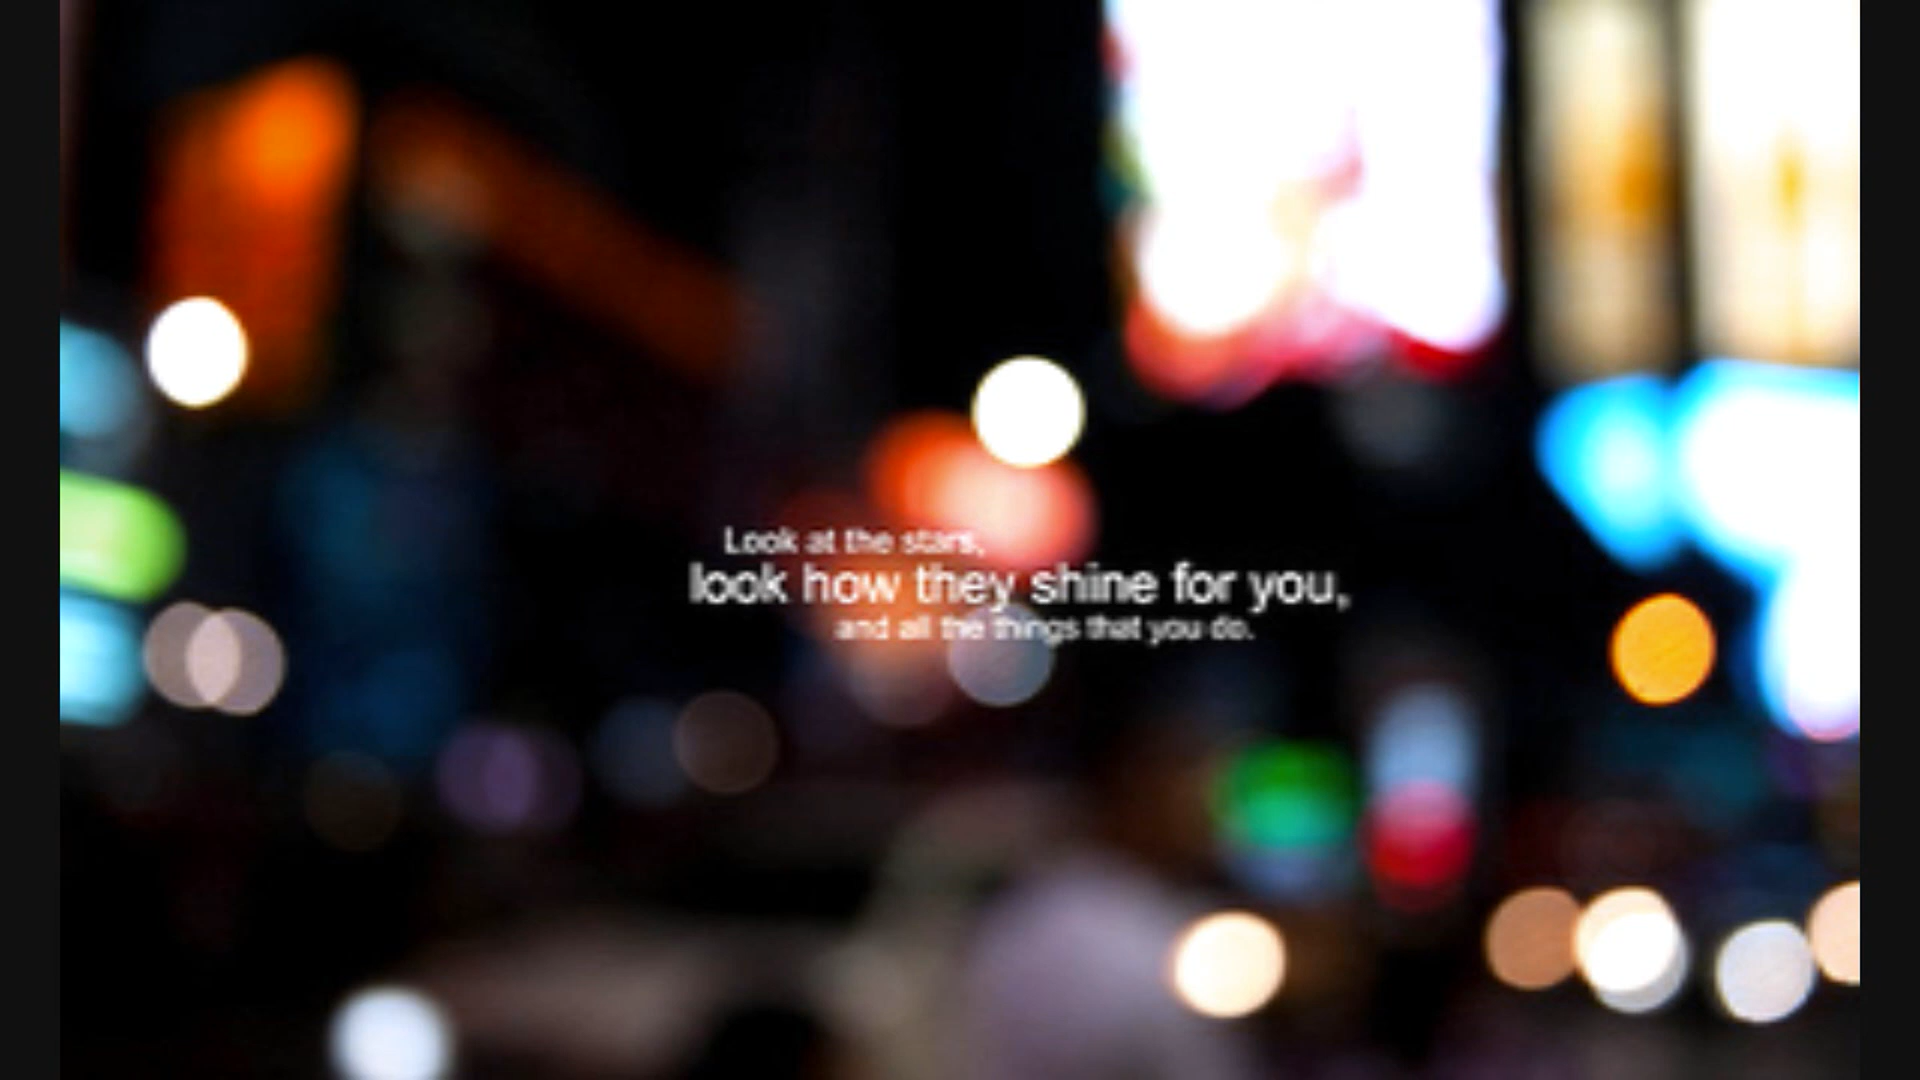 Look at the stars,
look how they shine for you,
and all the things that you do.